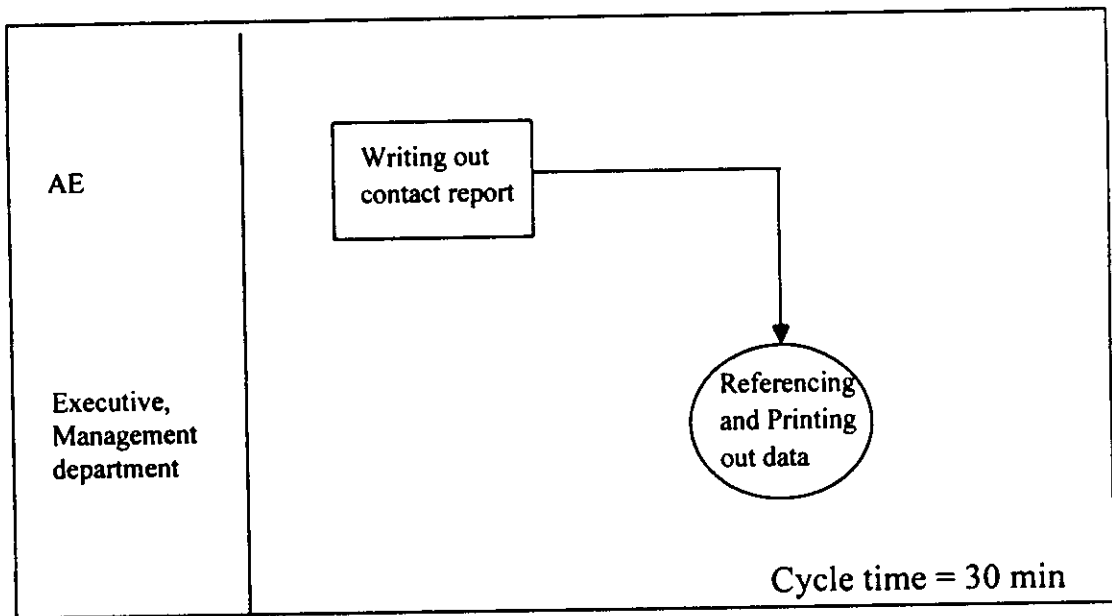 AE
Writing out
contact report
Executive,
Management
department
Referencing
and Printing
out data
Cycle time = 30 min